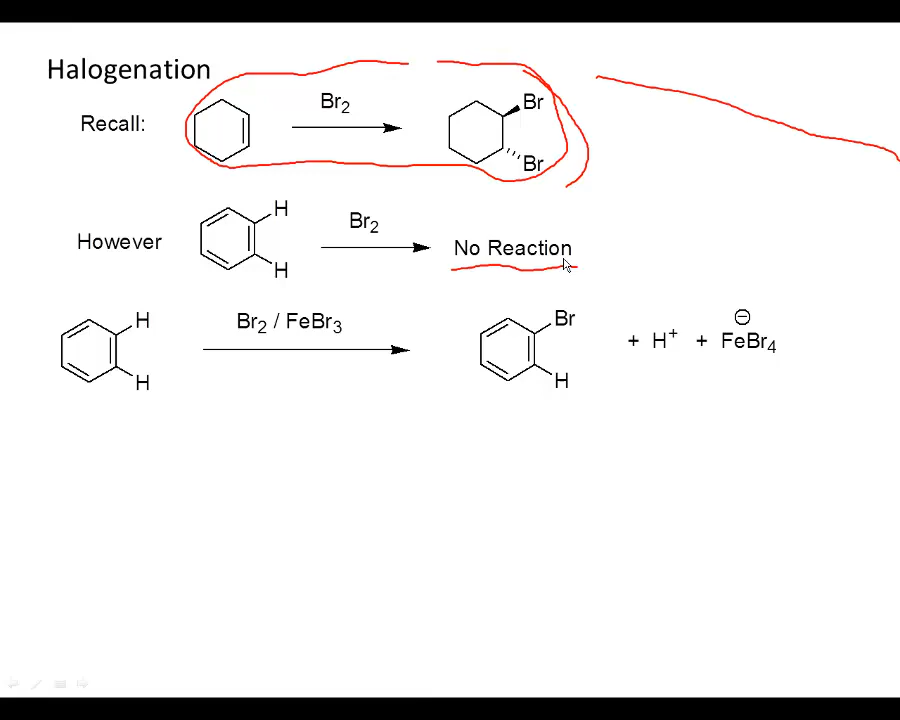 Halogenation
Recall: Br2 Br Br
However H H Br2 No Reaction
H H Br2 / FeBr3 Br H + H+ + FeBr4 ⊖